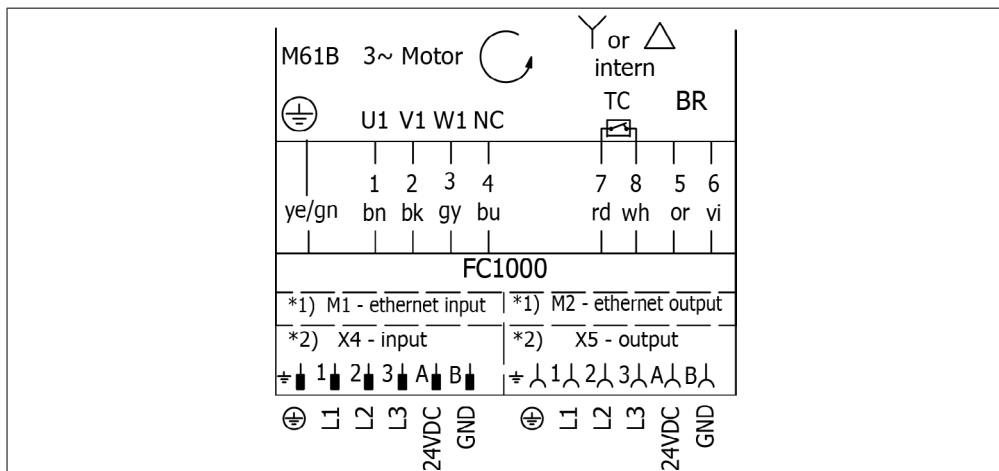 M61B 3~ Motor
or
intern
TC BR
U1 V1 W1 NC
1 2 3 4 7 8 5 6
ye/gn bn bk gy bu rd wh or vi
FC1000
*1) M1 - ethernet input *1) M2 - ethernet output
*2) X4 - input *2) X5 - output
1 2 3 A B 1 2 3 A B
L1 L2 L3 24VDC GND L1 L2 L3 24VDC GND